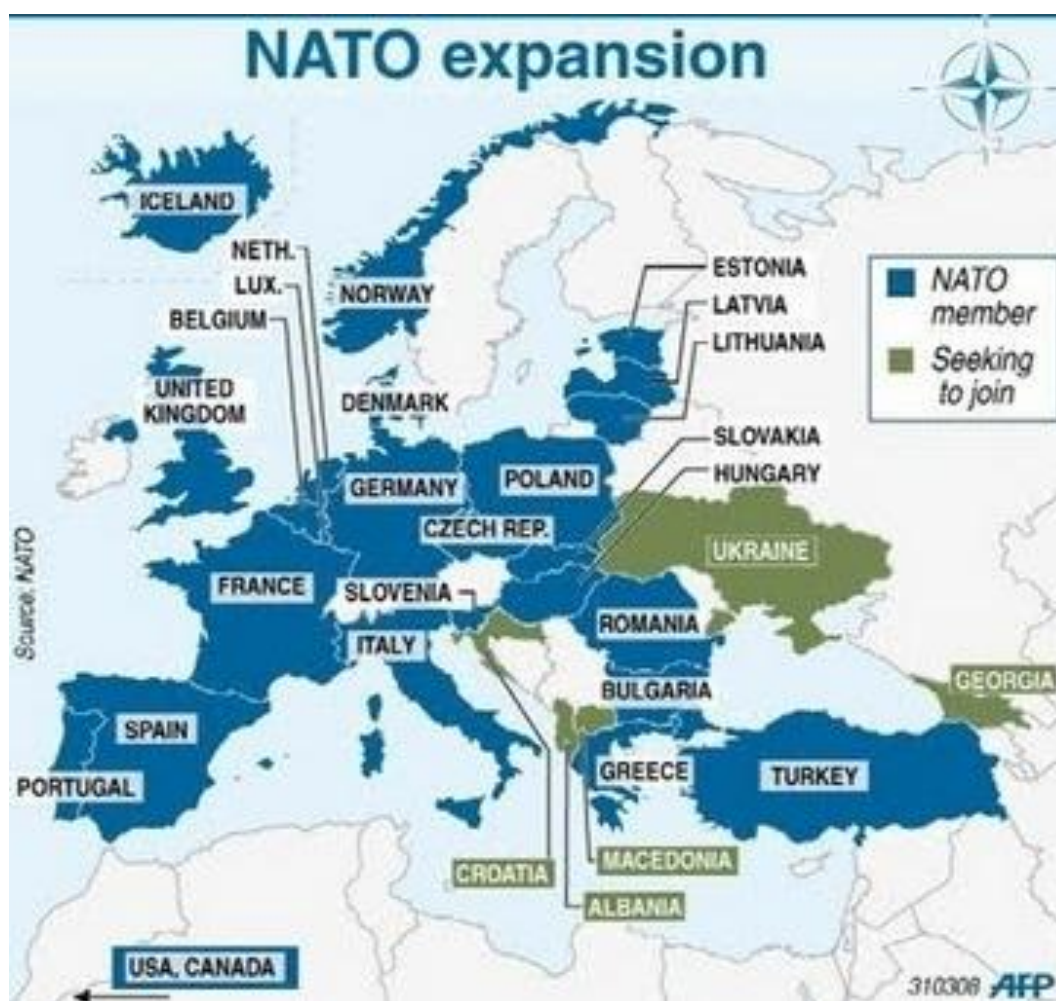 NATO expansion
ICELAND
NETH.
LUX.
BELGIUM
NORWAY
ESTONIA
LATVIA
LITHUANIA
NATO
member
Seeking
to join
UNITED
KINGDOM
DENMARK
SLOVAKIA
HUNGARY
GERMANY
POLAND
CZECH REP.
UKRAINE
FRANCE
SLOVENIA
ITALY
ROMANIA
Source: NATO
BULGARIA
GEORGIA
SPAIN
PORTUGAL
GREECE
TURKEY
CROATIA
MACEDONIA
ALBANIA
USA, CANADA
310308 AFP